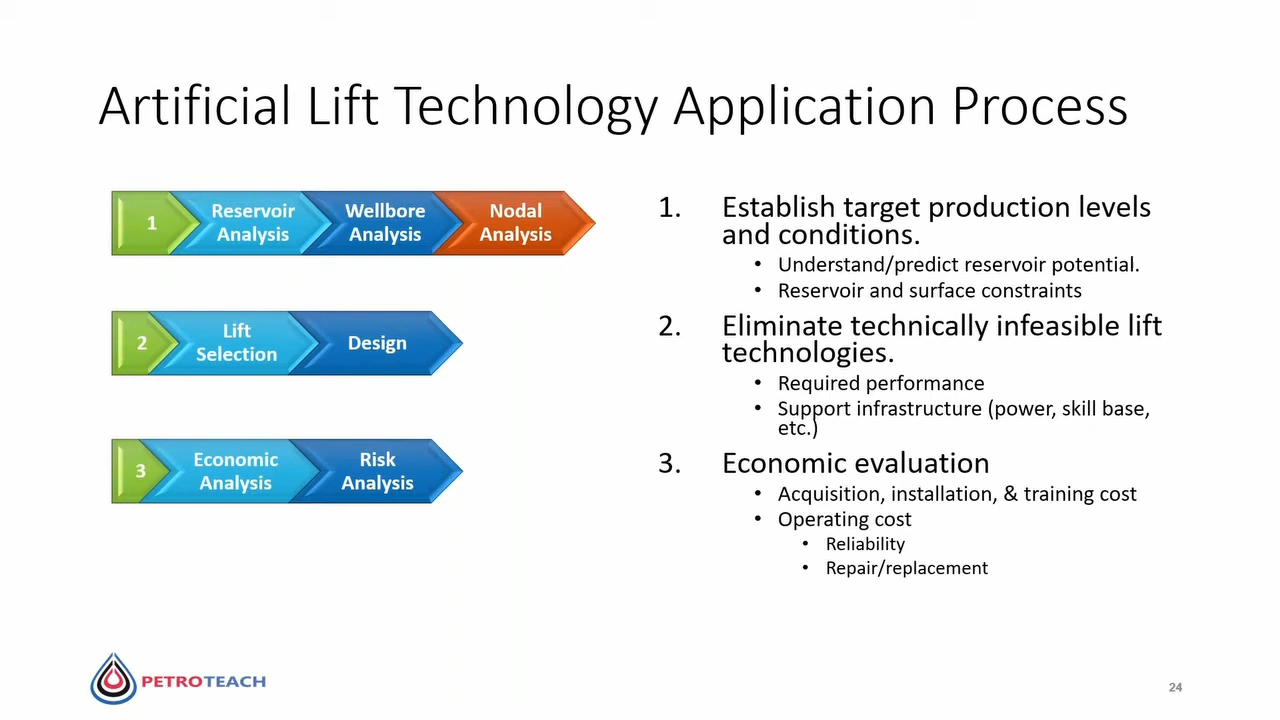 Artificial Lift Technology Application Process
1
Reservoir
Analysis
Wellbore
Analysis
Nodal
Analysis
2
Lift
Selection
Design
3
Economic
Analysis
Risk
Analysis
1. Establish target production levels
and conditions.
• Understand/predict reservoir potential.
• Reservoir and surface constraints
2. Eliminate technically infeasible lift
technologies.
• Required performance
• Support infrastructure (power, skill base,
etc.)
3. Economic evaluation
• Acquisition, installation, & training cost
• Operating cost
• Reliability
• Repair/replacement
PETROTEACH
24